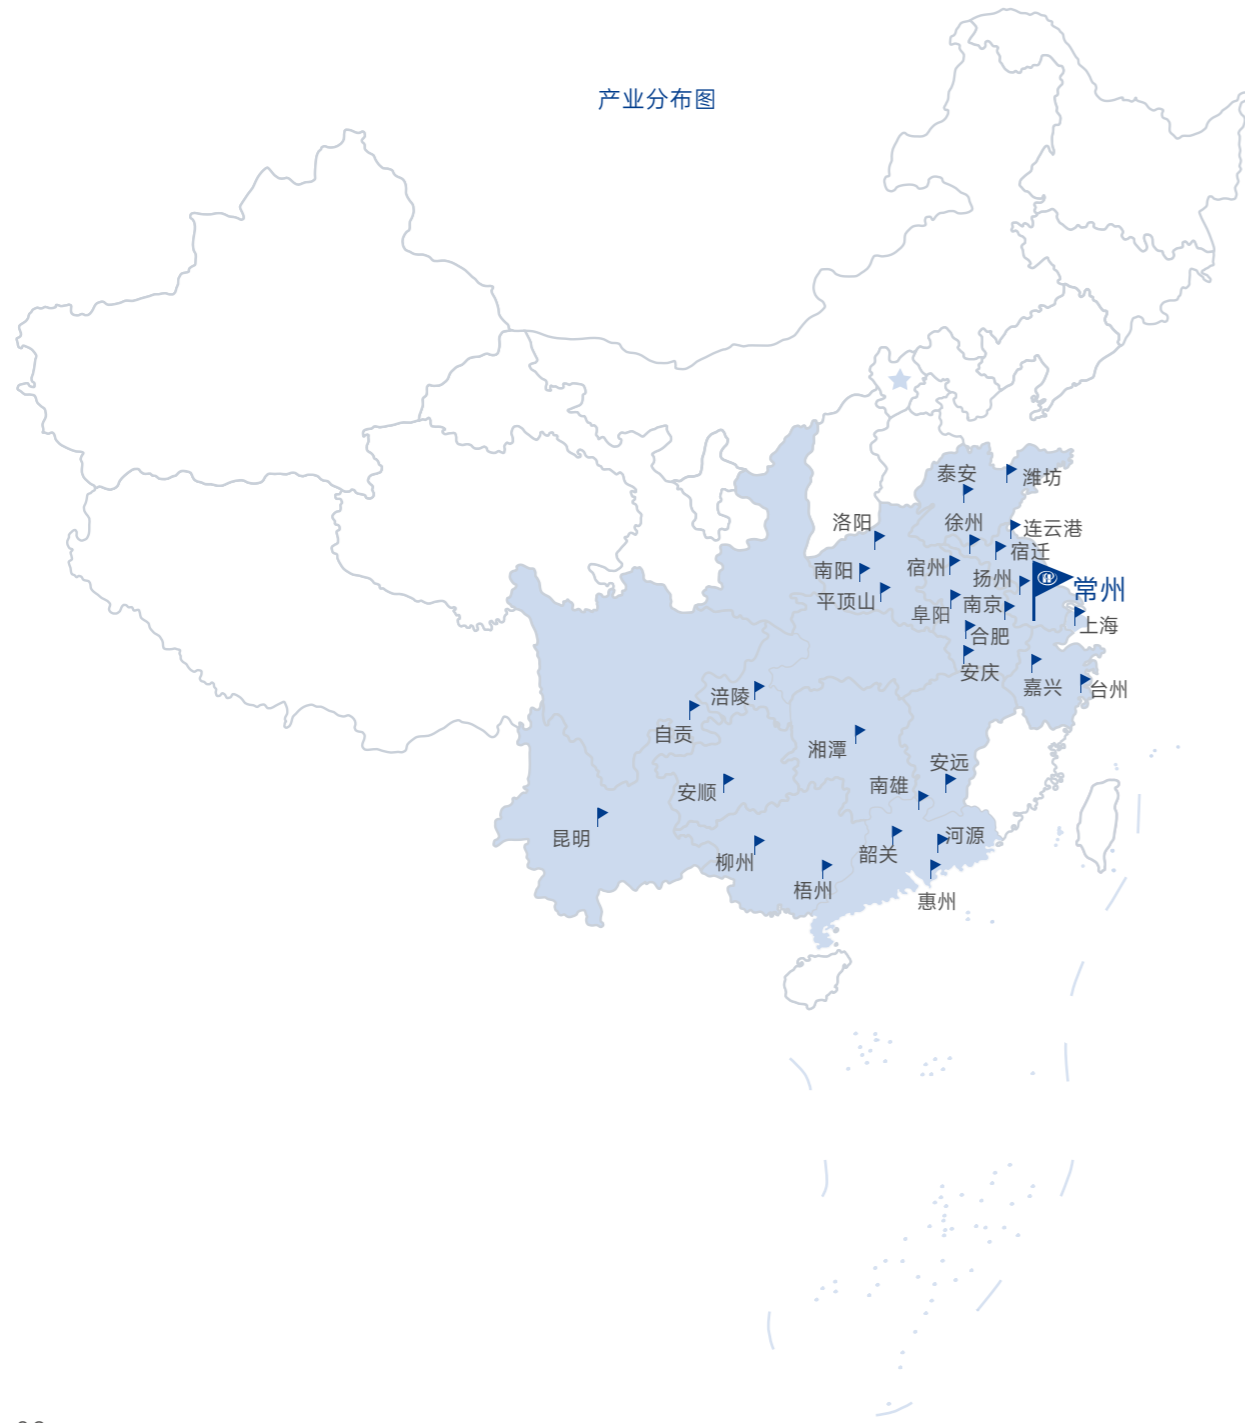 产业分布图
泰安
潍坊
洛阳
徐州
连云港
宿迁
南阳
宿州
扬州
常州
平顶山
阜阳
南京
上海
合肥
安庆
嘉兴
台州
涪陵
自贡
湘潭
安远
安顺
南雄
昆明
河源
韶关
柳州
梧州
惠州